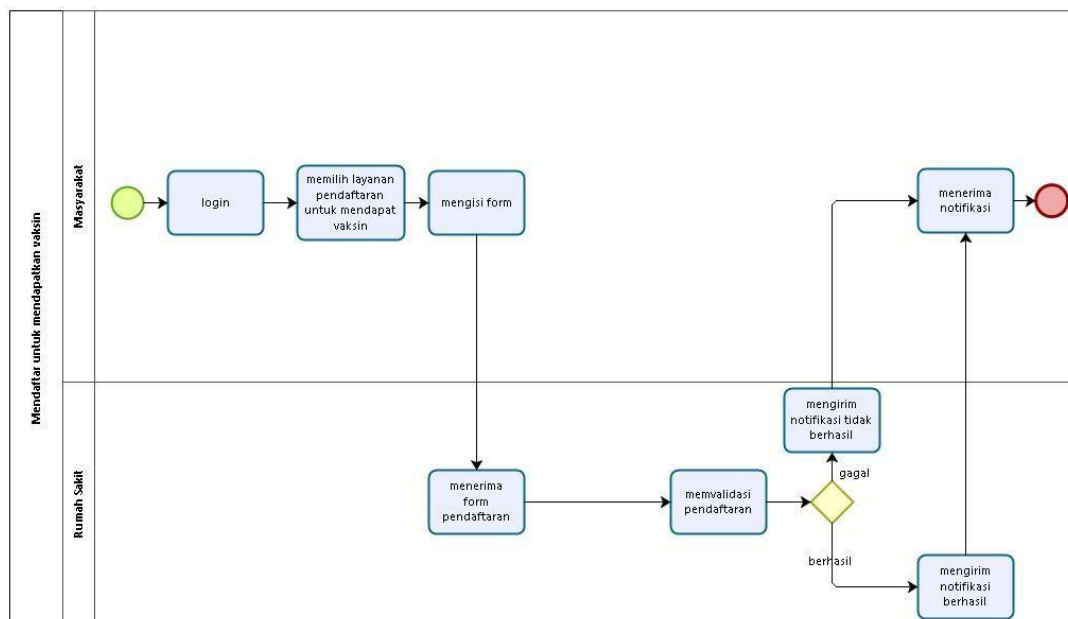 Mendaftar untuk mendapatkan vaksin
Masyarakat
login
memilih layanan
pendaftaran
untuk mendapat
vaksin
mengisi form
menerima
notifikasi
Rumah Sakit
menerima
form
pendaftaran
memvalidasi
pendaftaran
mengirim
notifikasi tidak
berhasil
gagal
berhasil
mengirim
notifikasi
berhasil